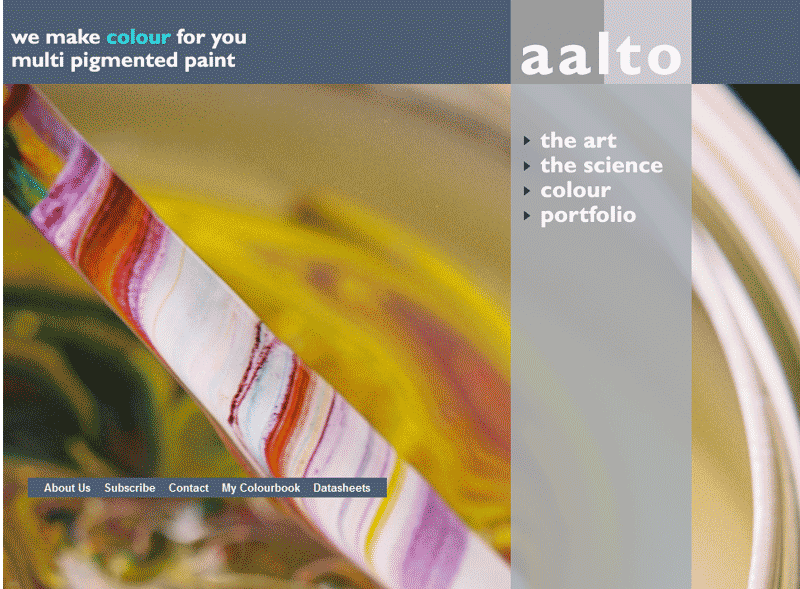 we make colour for you
multi pigmented paint
aalto
the art
the science
colour
portfolio
About Us Subscribe Contact My Colourbook Datasheets